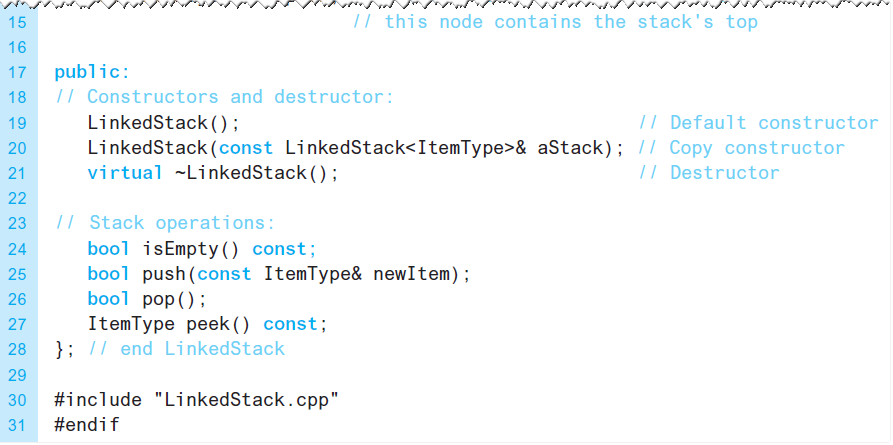 15 // this node contains the stack's top
16
17 public:
18 // Constructors and destructor:
19 LinkedStack(); // Default constructor
20 LinkedStack(const LinkedStack<ItemType>& aStack); // Copy constructor
21 virtual ~LinkedStack(); // Destructor
22
23 // Stack operations:
24 bool isEmpty() const;
25 bool push(const ItemType& newItem);
26 bool pop();
27 ItemType peek() const;
28 }; // end LinkedStack
29
30 #include "LinkedStack.cpp"
31 #endif